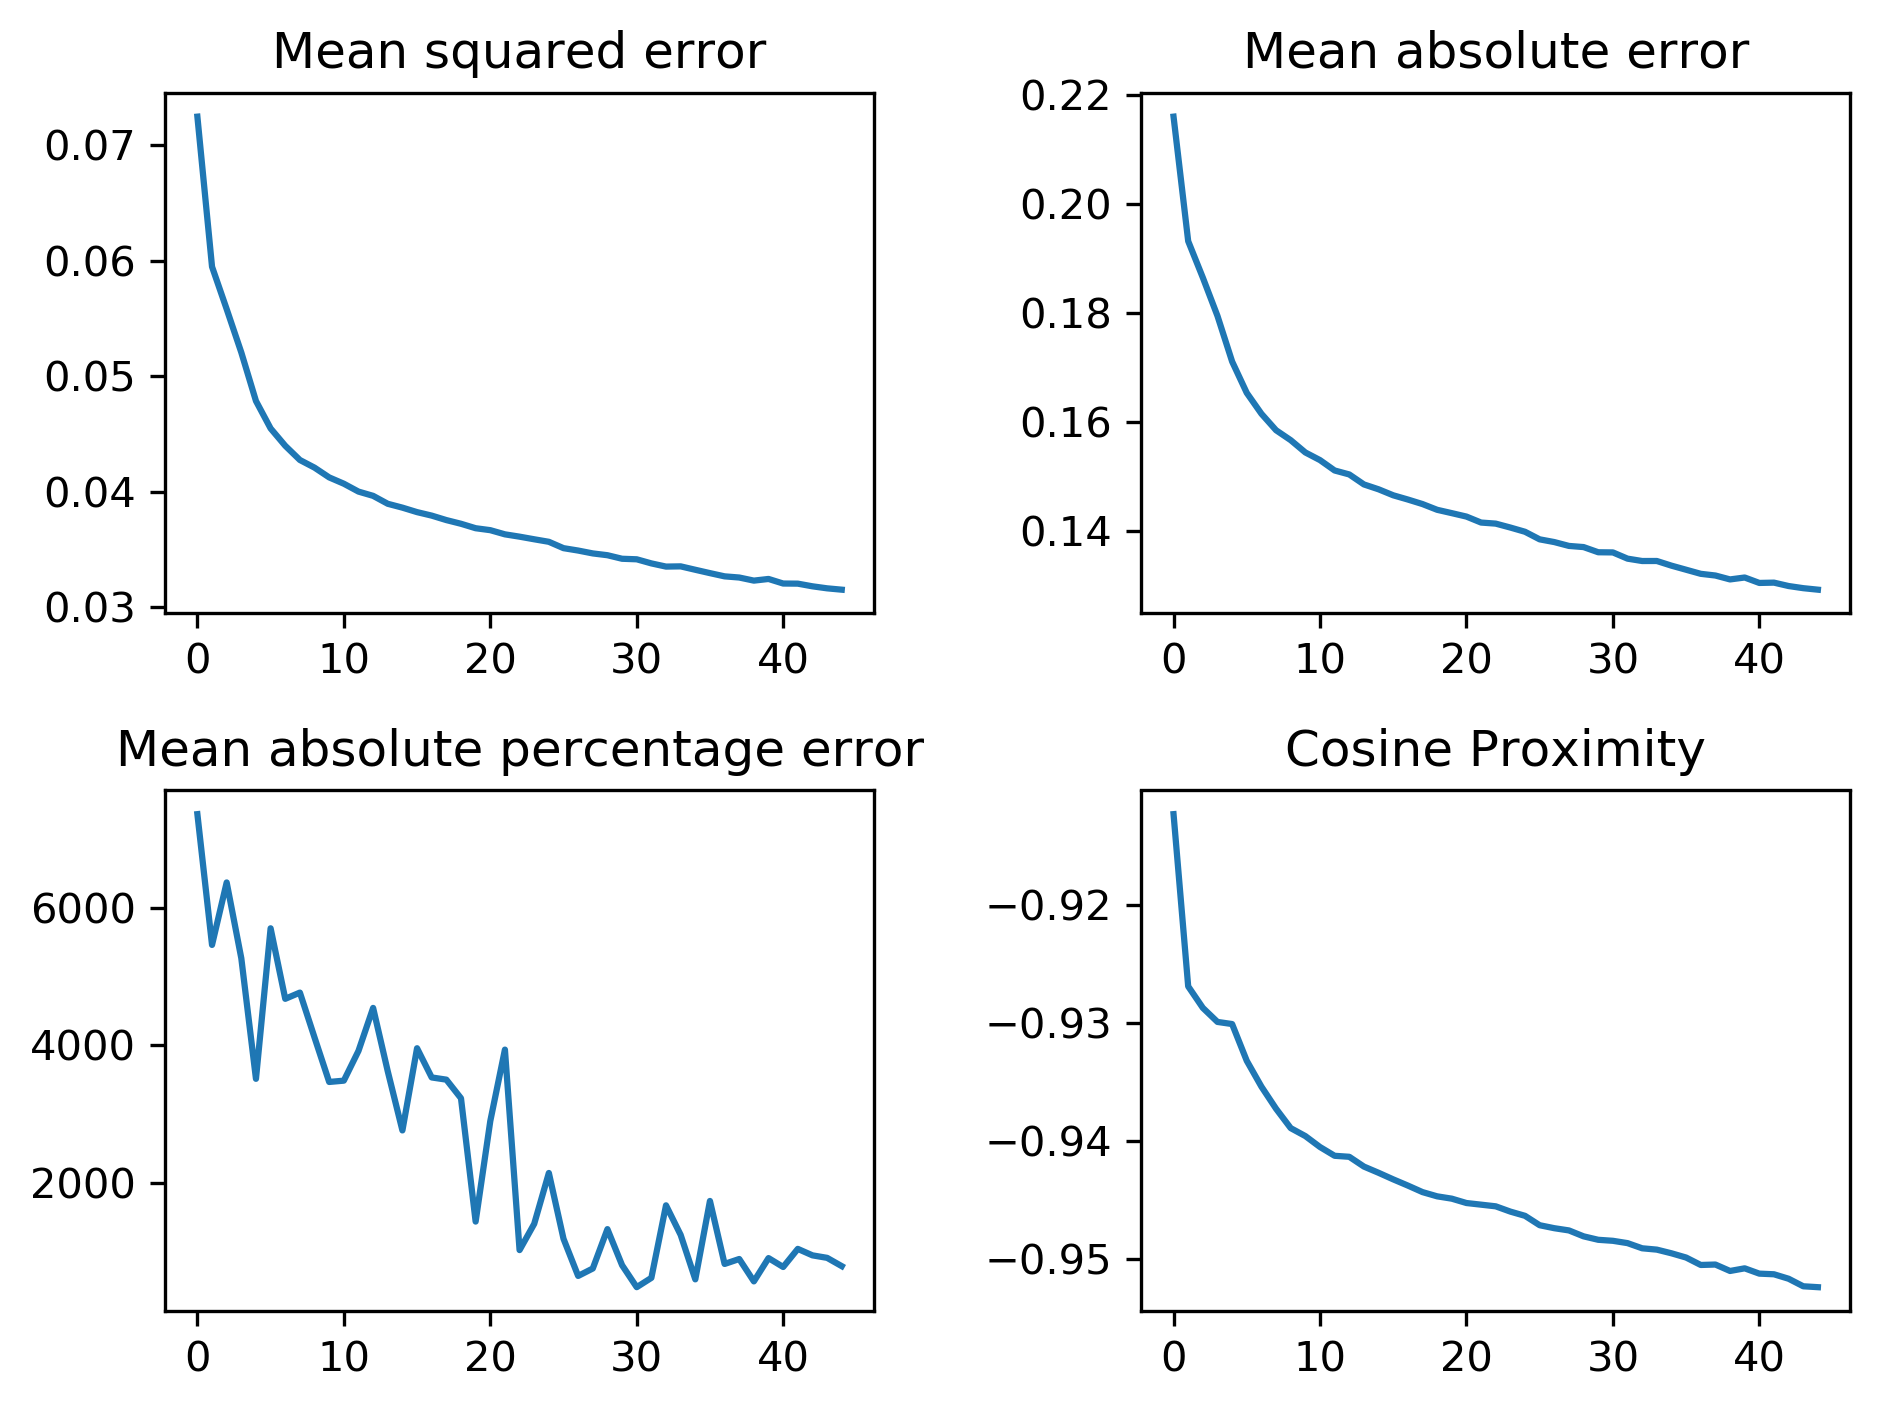 Mean squared error
0.07
0.06
0.05
0.04
0.03
0 10 20 30 40
Mean absolute error
0.22
0.20
0.18
0.16
0.14
0 10 20 30 40
Mean absolute percentage error
6000
4000
2000
0 10 20 30 40
Cosine Proximity
−0.92
−0.93
−0.94
−0.95
0 10 20 30 40